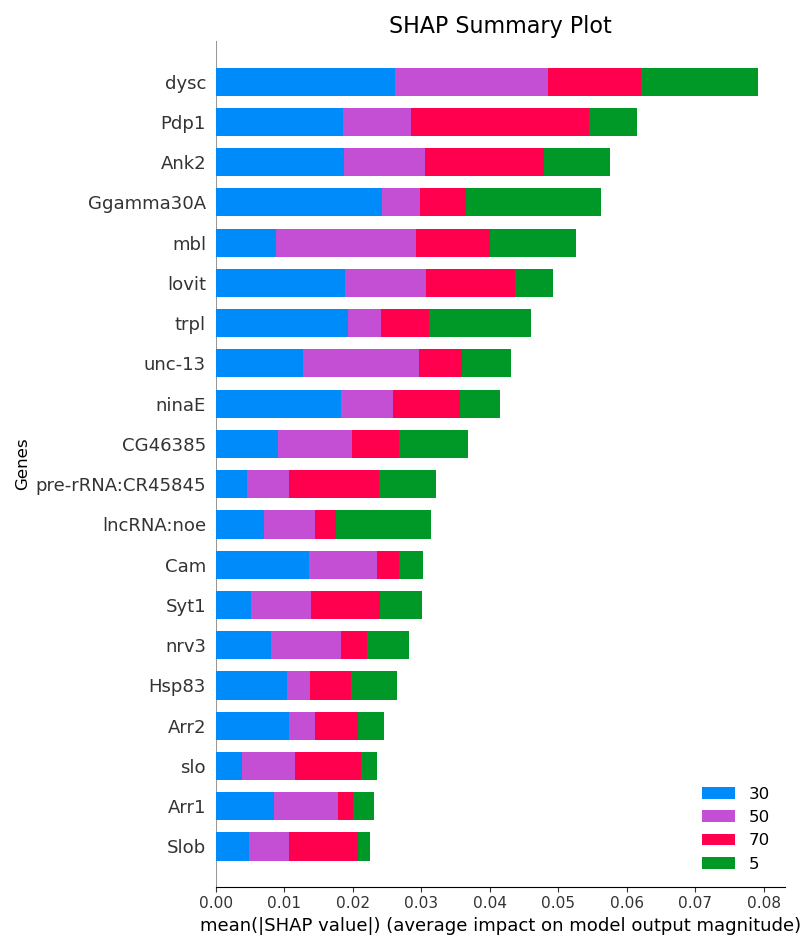 SHAP Summary Plot
dysc
Pdp1
Ank2
Ggamma30A
mbl
lovit
trpl
unc-13
ninaE
CG46385
pre-rRNA:CR45845
lncRNA:noe
Cam
Syt1
nrv3
Hsp83
Arr2
slo
Arr1
Slob
Genes
30
50
70
5
0.00 0.01 0.02 0.03 0.04 0.05 0.06 0.07 0.08
mean(|SHAP value|) (average impact on model output magnitude)